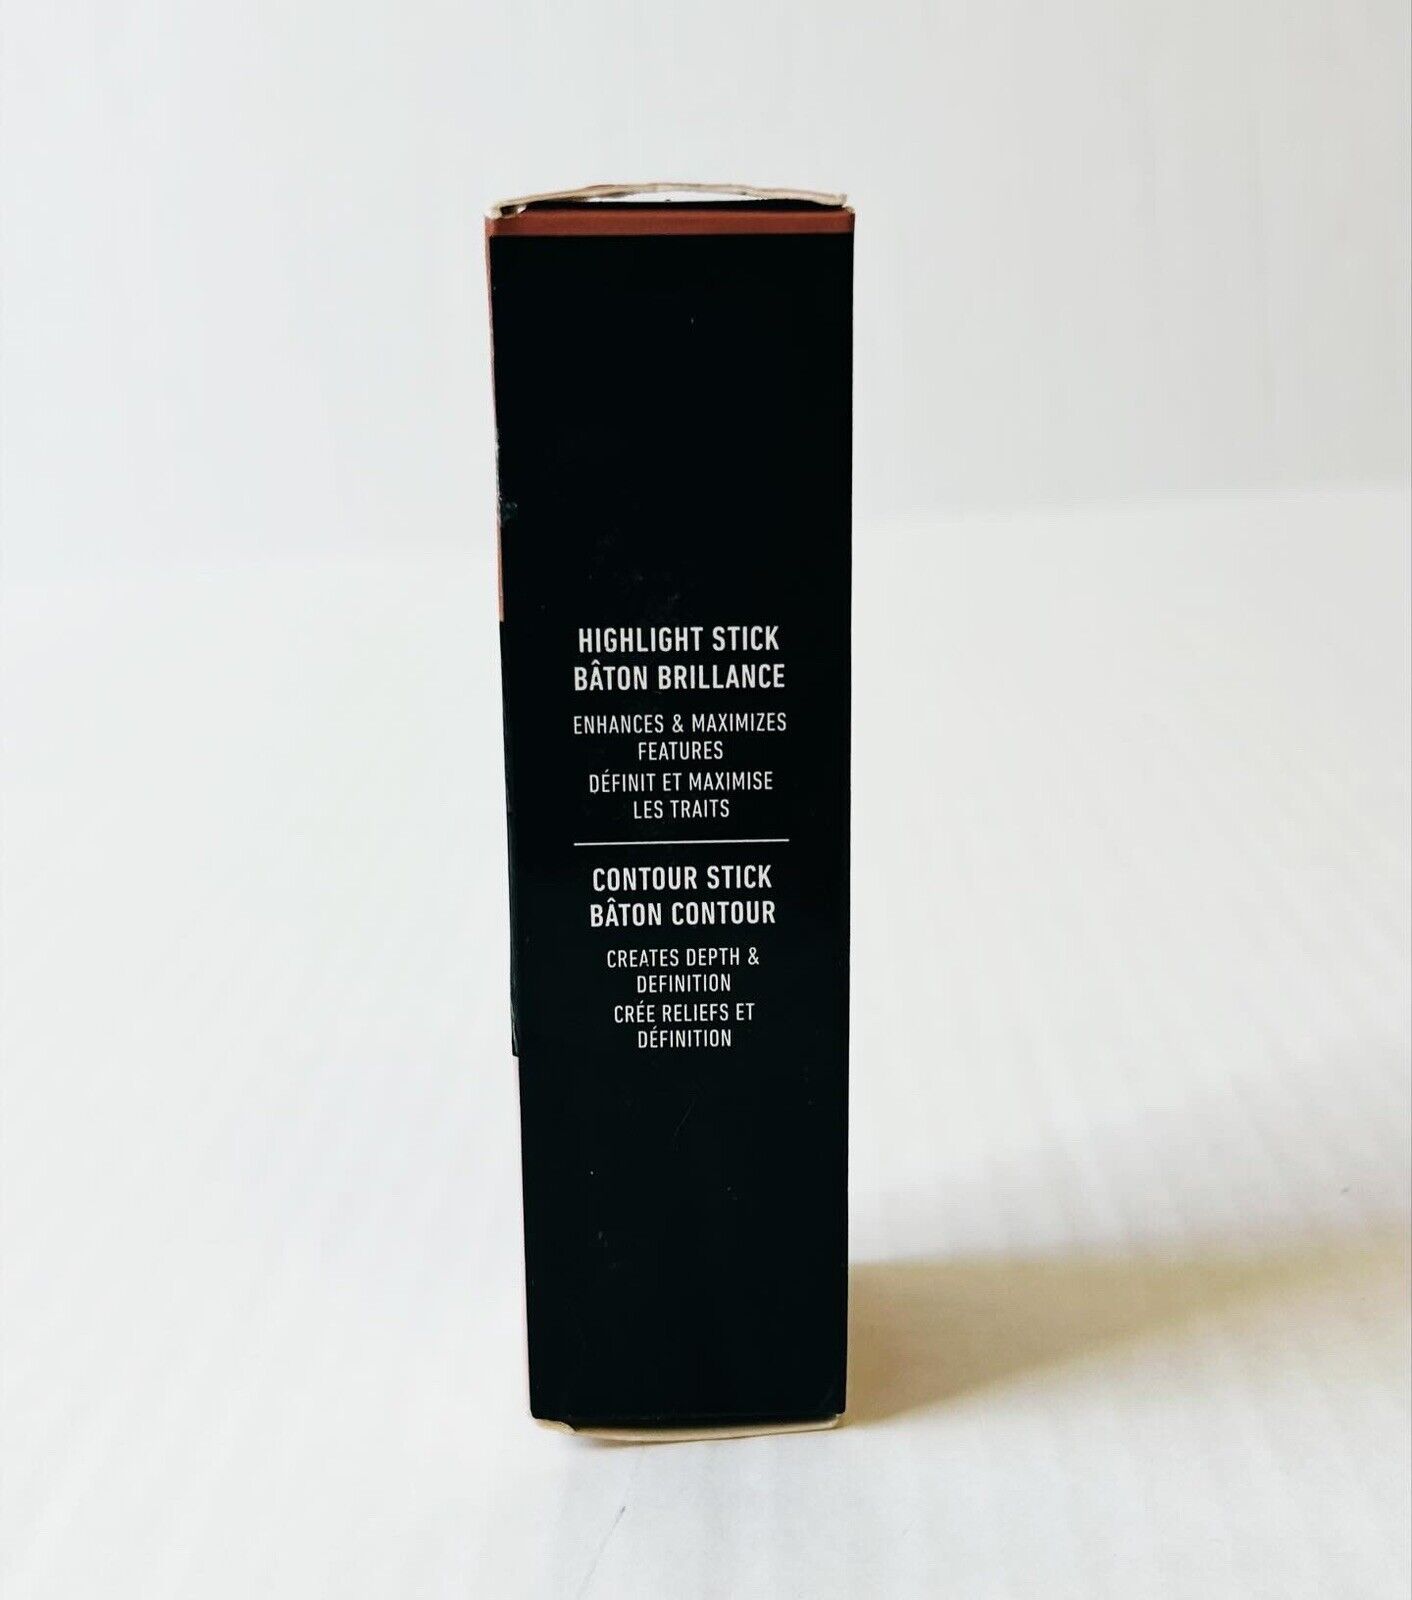 HIGHLIGHT STICK
BÂTON BRILLANCE
ENHANCES & MAXIMIZES
FEATURES
DÉFINIT ET MAXIMISE
LES TRAITS
CONTOUR STICK
BÂTON CONTOUR
CREATES DEPTH &
DEFINITION
CRÉE RELIEFS ET
DÉFINITION